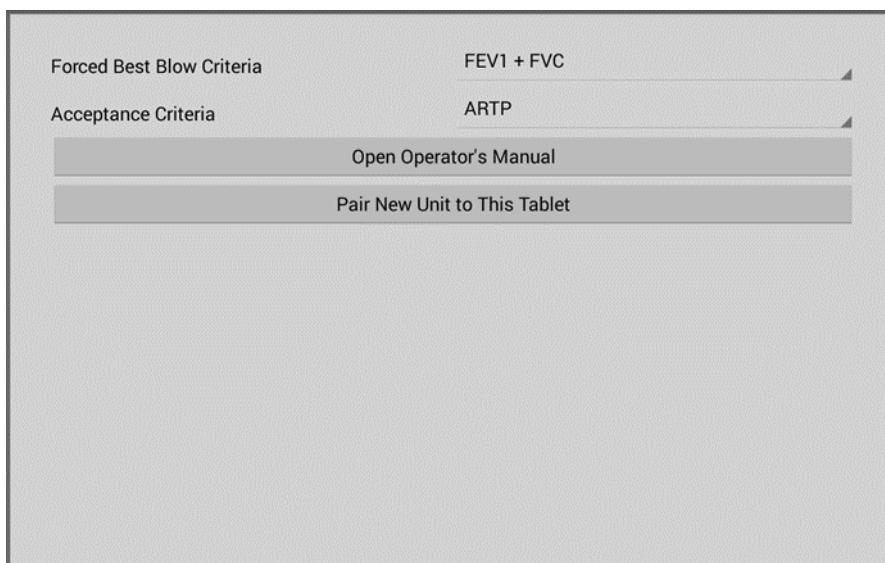 Forced Best Blow Criteria FEV1 + FVC
Acceptance Criteria ARTP
Open Operator's Manual
Pair New Unit to This Tablet